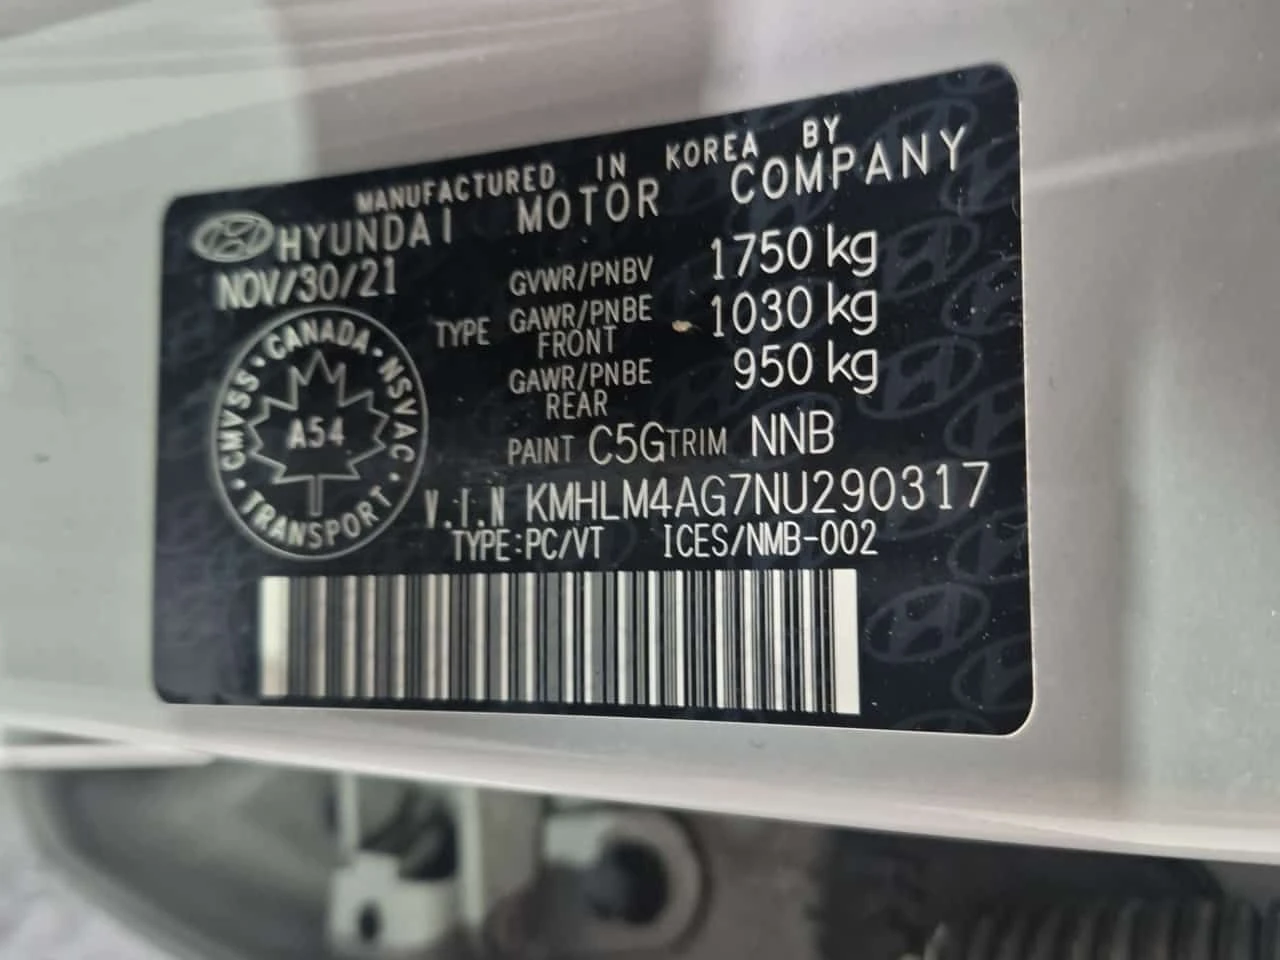 MANUFACTURED IN KOREA BY
HYUNDAI MOTOR COMPANY
NOV/30/21
GVWR/PNBV 1750 kg
TYPE GAWR/PNBE FRONT 1030 kg
GAWR/PNBE REAR 950 kg
PAINT C5G TRIM NNB
V.I.N KMHLM4AG7NU290317
TYPE:PC/VT ICES/NMB-002
CANADA · NSVAC · TRANSPORT · CMVSS ·
A54